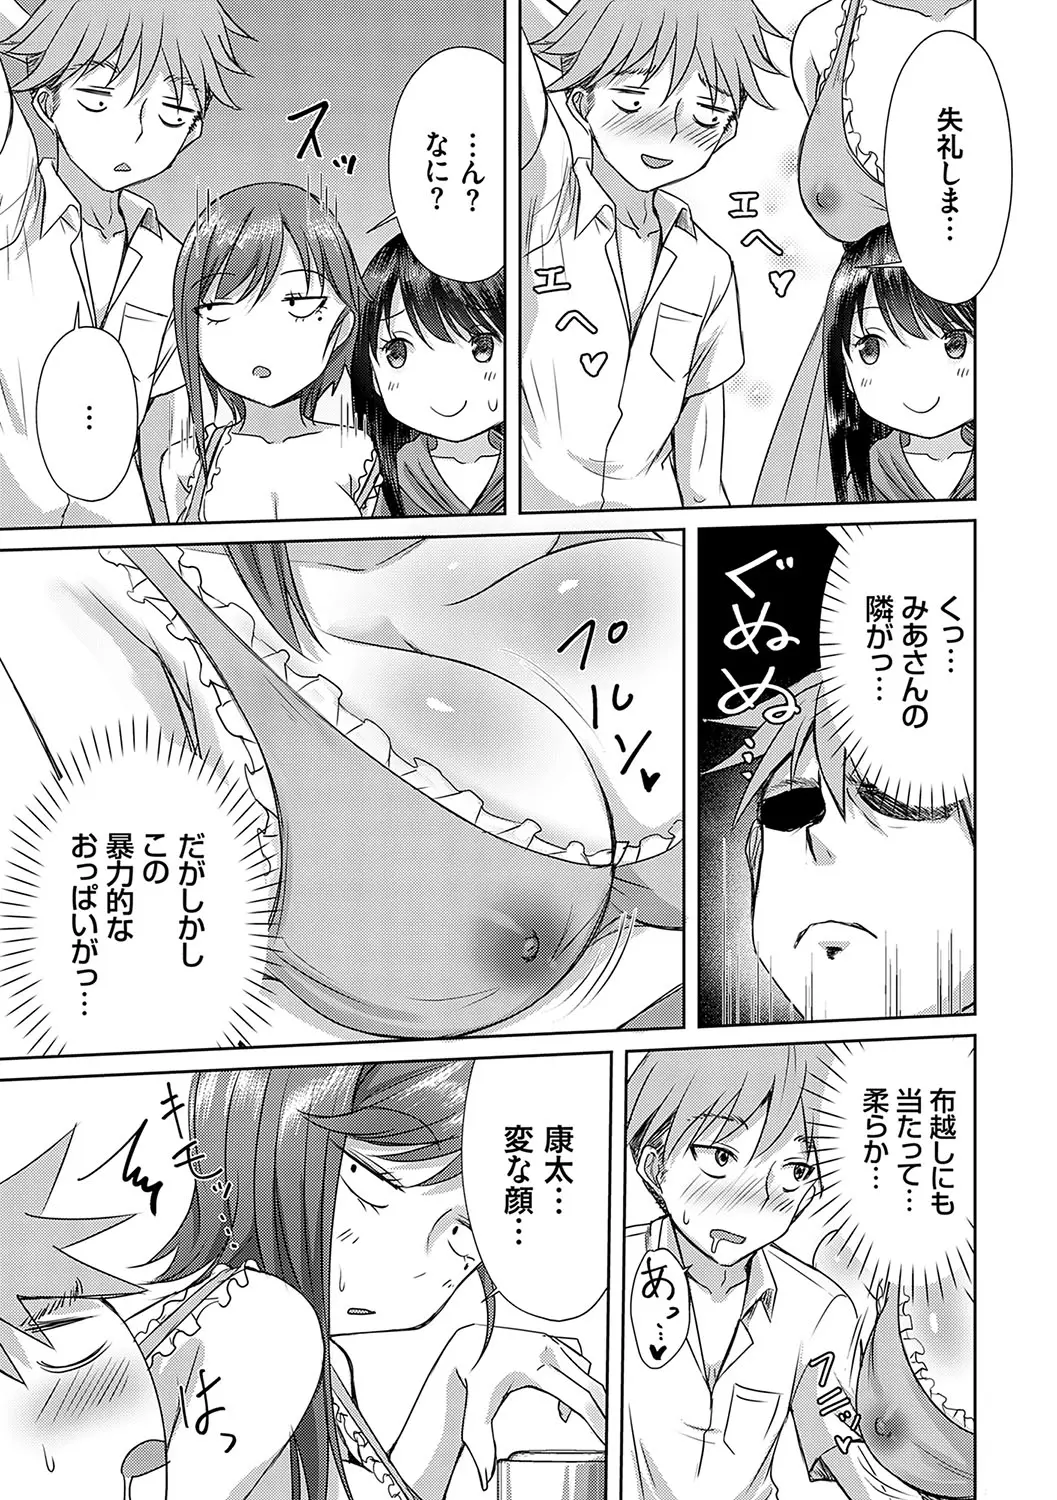 失礼しま…
エヘ♡
エヘ♡
…ん?
なに?
スッ
…
くっ…
みあさんの
隣がっ…
ぐぬぬ…
プルンッ♥
だがしかし
この
暴力的な
おっぱいがっ…
布越しにも
当たって…
柔らか…
あっ…♥
フニ♥
康太…
変な顔…
キモッ…
はっ